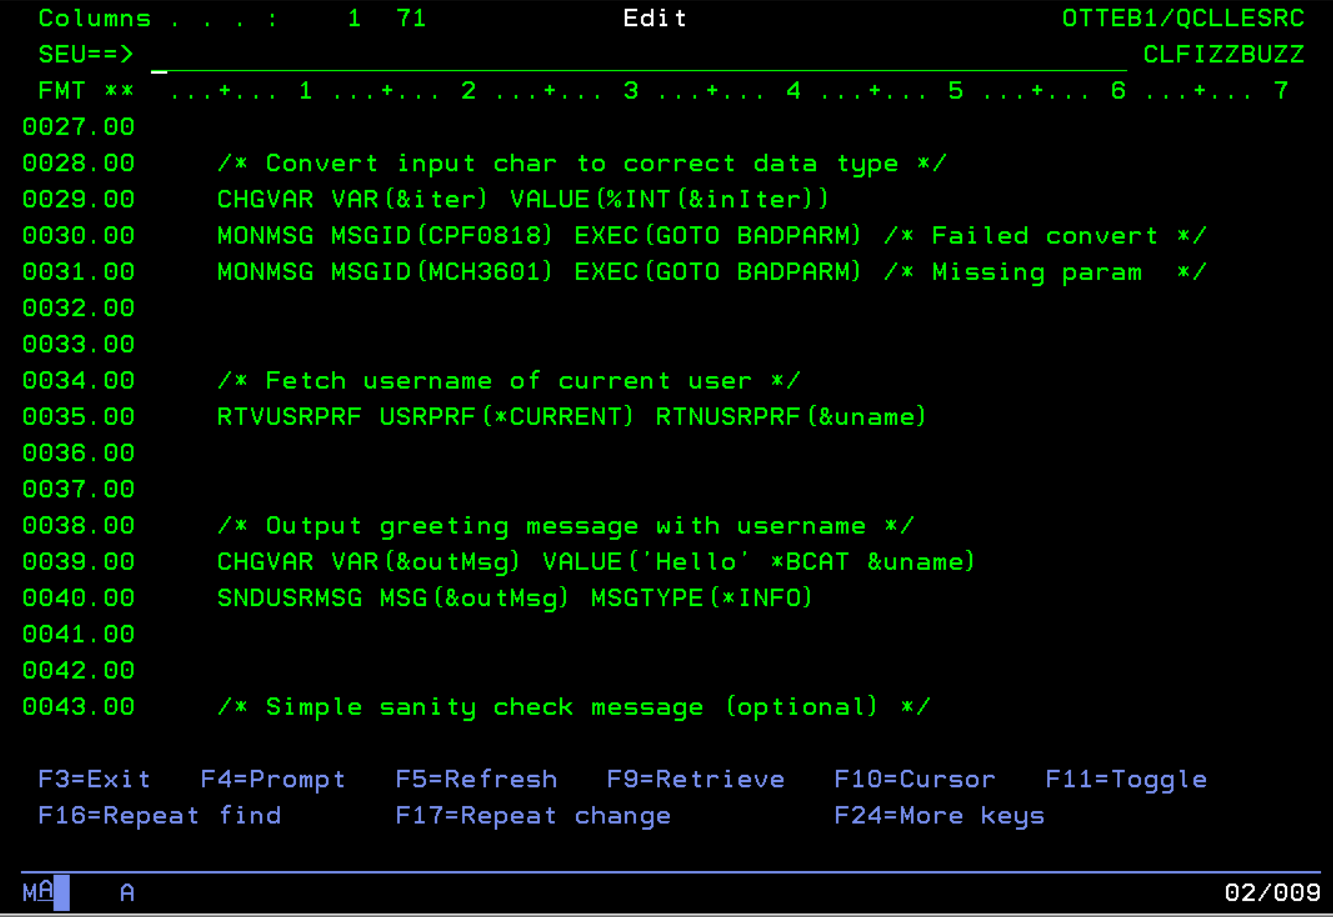 Columns . . . :    1  71            Edit                    OTTEB1/QCLLESRC
SEU==>                                                          CLFIZZBUZZ
FMT **  ...+... 1 ...+... 2 ...+... 3 ...+... 4 ...+... 5 ...+... 6 ...+... 7
0027.00
0028.00     /* Convert input char to correct data type */
0029.00     CHGVAR VAR(&iter) VALUE(%INT(&inIter))
0030.00     MONMSG MSGID(CPF0818) EXEC(GOTO BADPARM) /* Failed convert */
0031.00     MONMSG MSGID(MCH3601) EXEC(GOTO BADPARM) /* Missing param  */
0032.00
0033.00
0034.00     /* Fetch username of current user */
0035.00     RTVUSRPRF USRPRF(*CURRENT) RTNUSRPRF(&uname)
0036.00
0037.00
0038.00     /* Output greeting message with username */
0039.00     CHGVAR VAR(&outMsg) VALUE('Hello' *BCAT &uname)
0040.00     SNDUSRMSG MSG(&outMsg) MSGTYPE(*INFO)
0041.00
0042.00
0043.00     /* Simple sanity check message (optional) */
F3=Exit   F4=Prompt   F5=Refresh   F9=Retrieve   F10=Cursor   F11=Toggle
F16=Repeat find       F17=Repeat change          F24=More keys
MA    A                                                              02/009